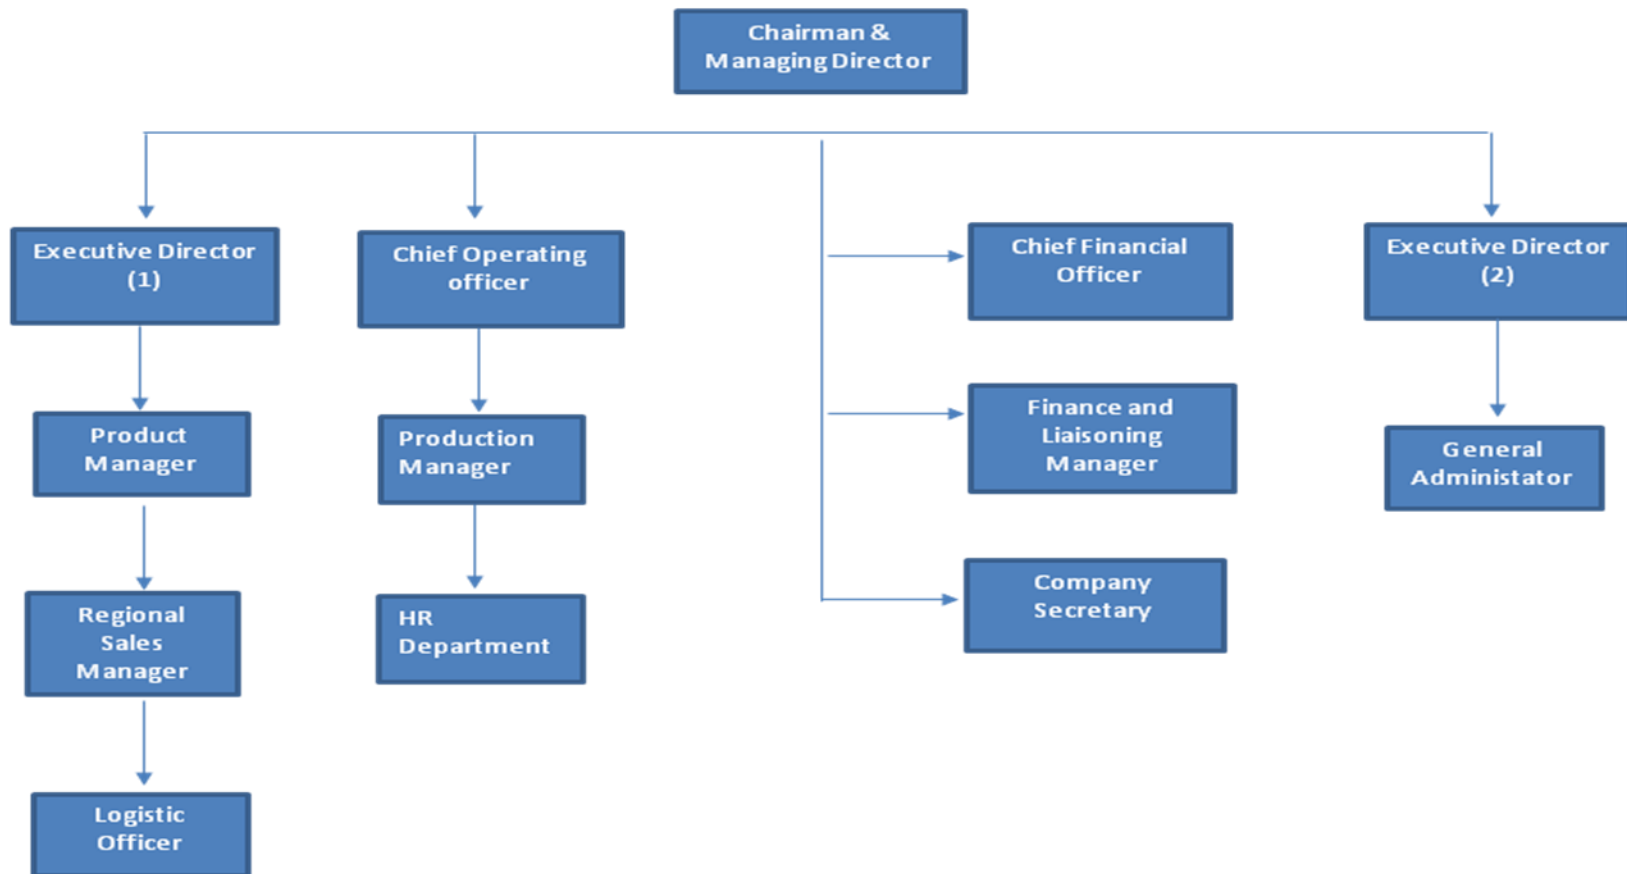 Chairman &
Managing Director
Executive Director
(1)
Chief Operating
officer
Chief Financial
Officer
Executive Director
(2)
Product
Manager
Production
Manager
Finance and
Liaisoning
Manager
General
Administator
Regional
Sales
Manager
HR
Department
Company
Secretary
Logistic
Officer